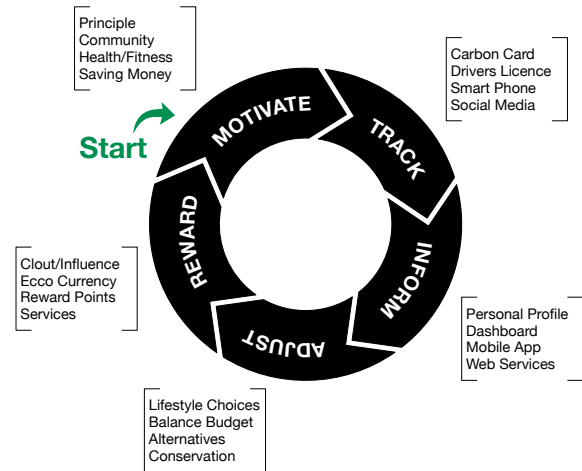 Principle
Community
Health/Fitness
Saving Money
Start
MOTIVATE
Carbon Card
Drivers Licence
Smart Phone
Social Media
TRACK
INFORM
Personal Profile
Dashboard
Mobile App
Web Services
ADJUST
Lifestyle Choices
Balance Budget
Alternatives
Conservation
REWARD
Clout/Influence
Ecco Currency
Reward Points
Services